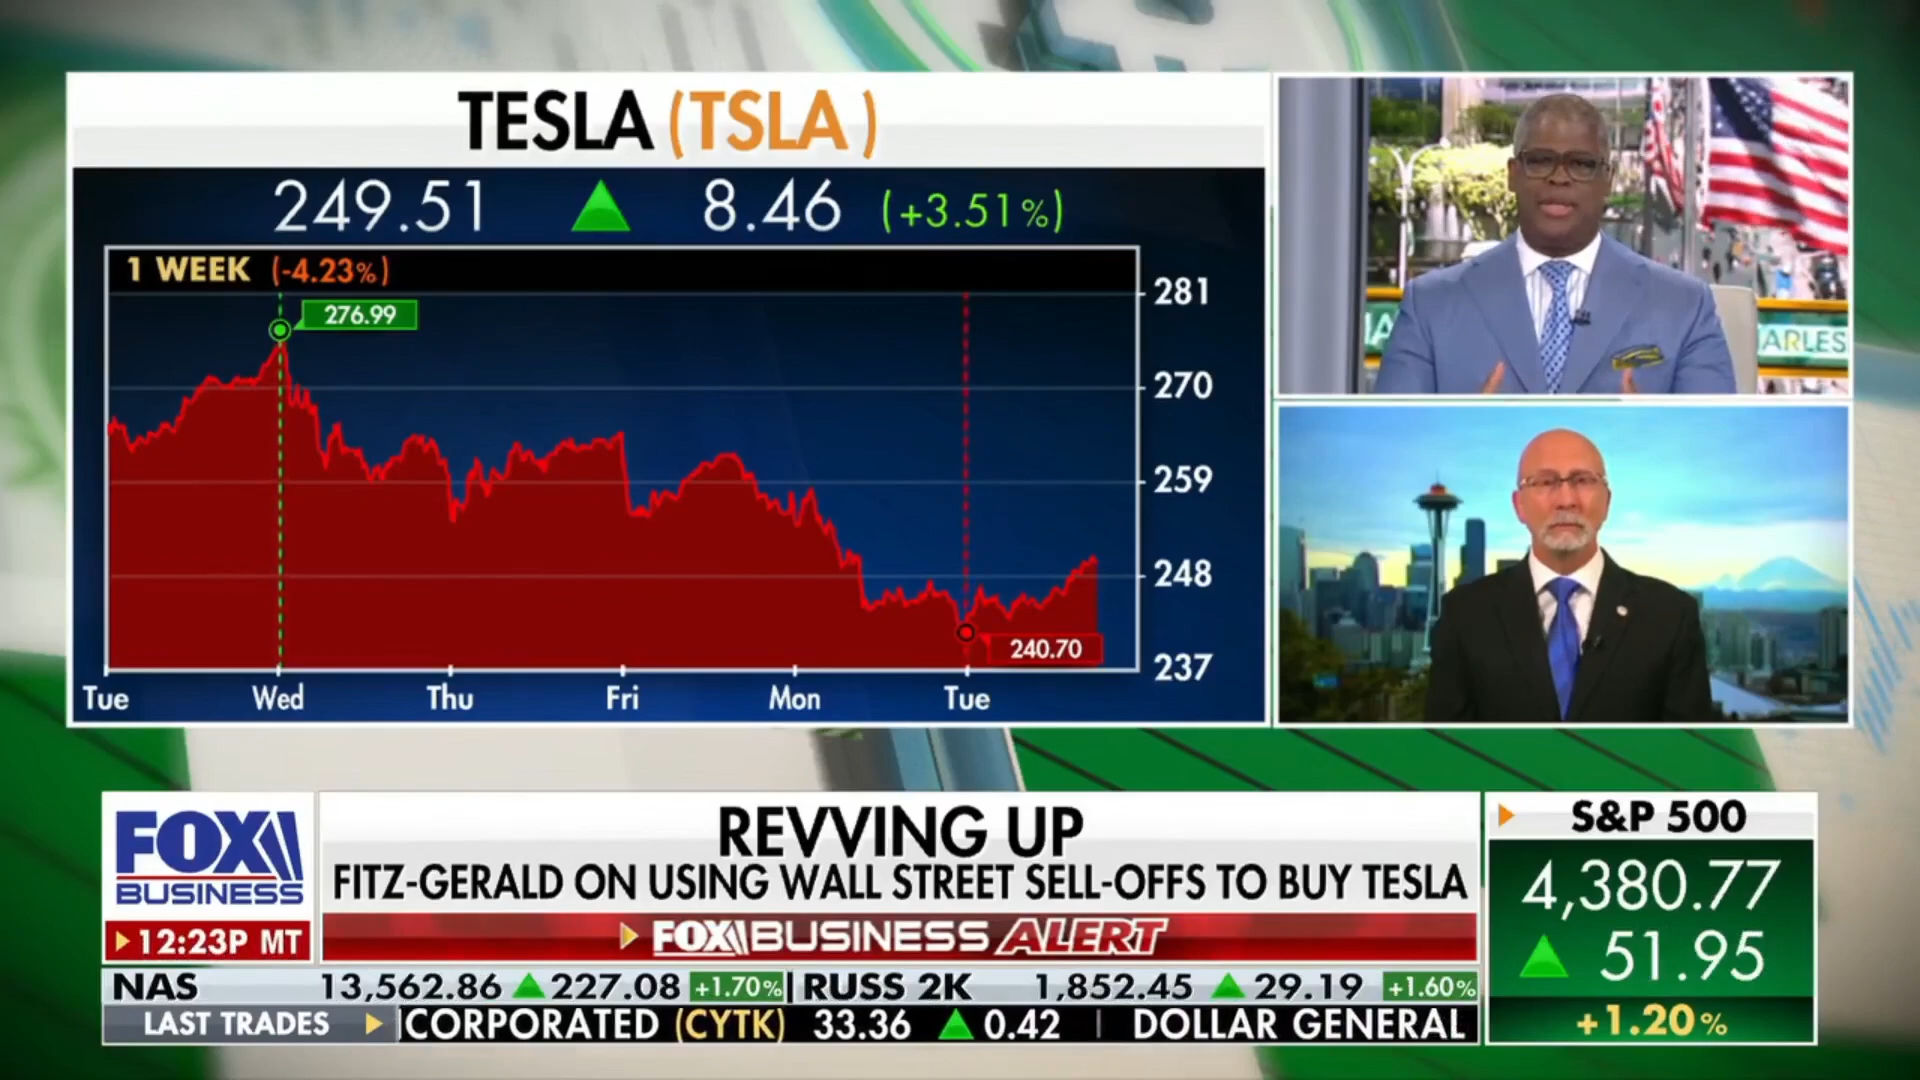 TESLA (TSLA )
249.51 ▲ 8.46 (+3.51%)
1 WEEK (-4.23%)
276.99
240.70
281
270
259
248
237
Tue Wed Thu Fri Mon Tue
ARLES
REVVING UP
FITZ-GERALD ON USING WALL STREET SELL-OFFS TO BUY TESLA
FOX BUSINESS ALERT
FOX
BUSINESS
12:23P MT
S&P 500
4,380.77
▲ 51.95
+1.20%
NAS 13,562.86 ▲ 227.08 +1.70% RUSS 2K 1,852.45 ▲ 29.19 +1.60%
LAST TRADES CORPORATED (CYTK) 33.36 ▲ 0.42 | DOLLAR GENERAL